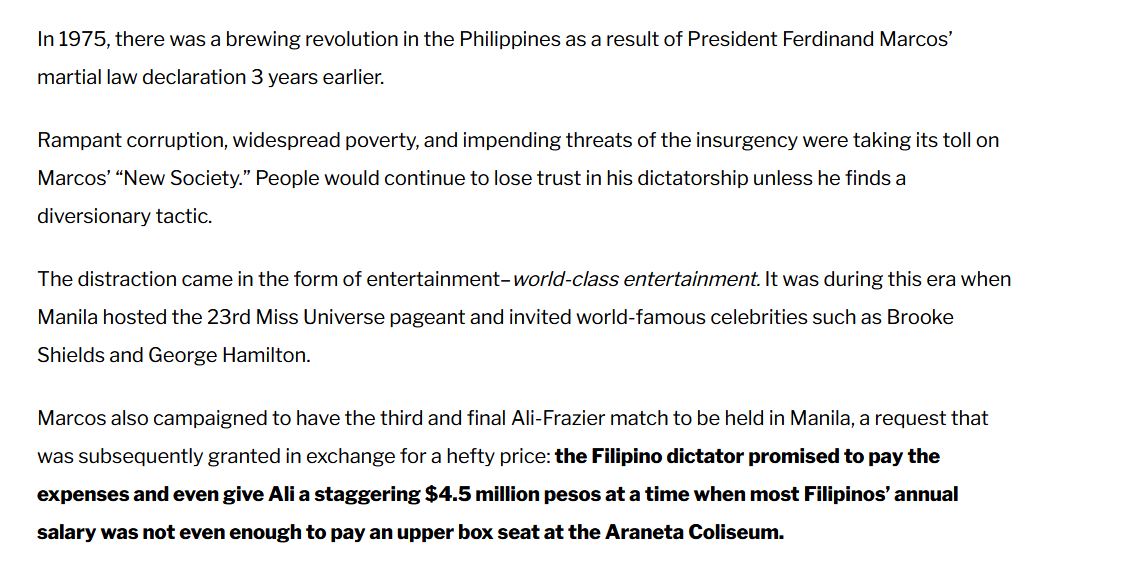 In 1975, there was a brewing revolution in the Philippines as a result of President Ferdinand Marcos’
martial law declaration 3 years earlier.
Rampant corruption, widespread poverty, and impending threats of the insurgency were taking its toll on
Marcos’ “New Society.” People would continue to lose trust in his dictatorship unless he finds a
diversionary tactic.
The distraction came in the form of entertainment–world-class entertainment. It was during this era when
Manila hosted the 23rd Miss Universe pageant and invited world-famous celebrities such as Brooke
Shields and George Hamilton.
Marcos also campaigned to have the third and final Ali-Frazier match to be held in Manila, a request that
was subsequently granted in exchange for a hefty price: the Filipino dictator promised to pay the
expenses and even give Ali a staggering $4.5 million pesos at a time when most Filipinos’ annual
salary was not even enough to pay an upper box seat at the Araneta Coliseum.